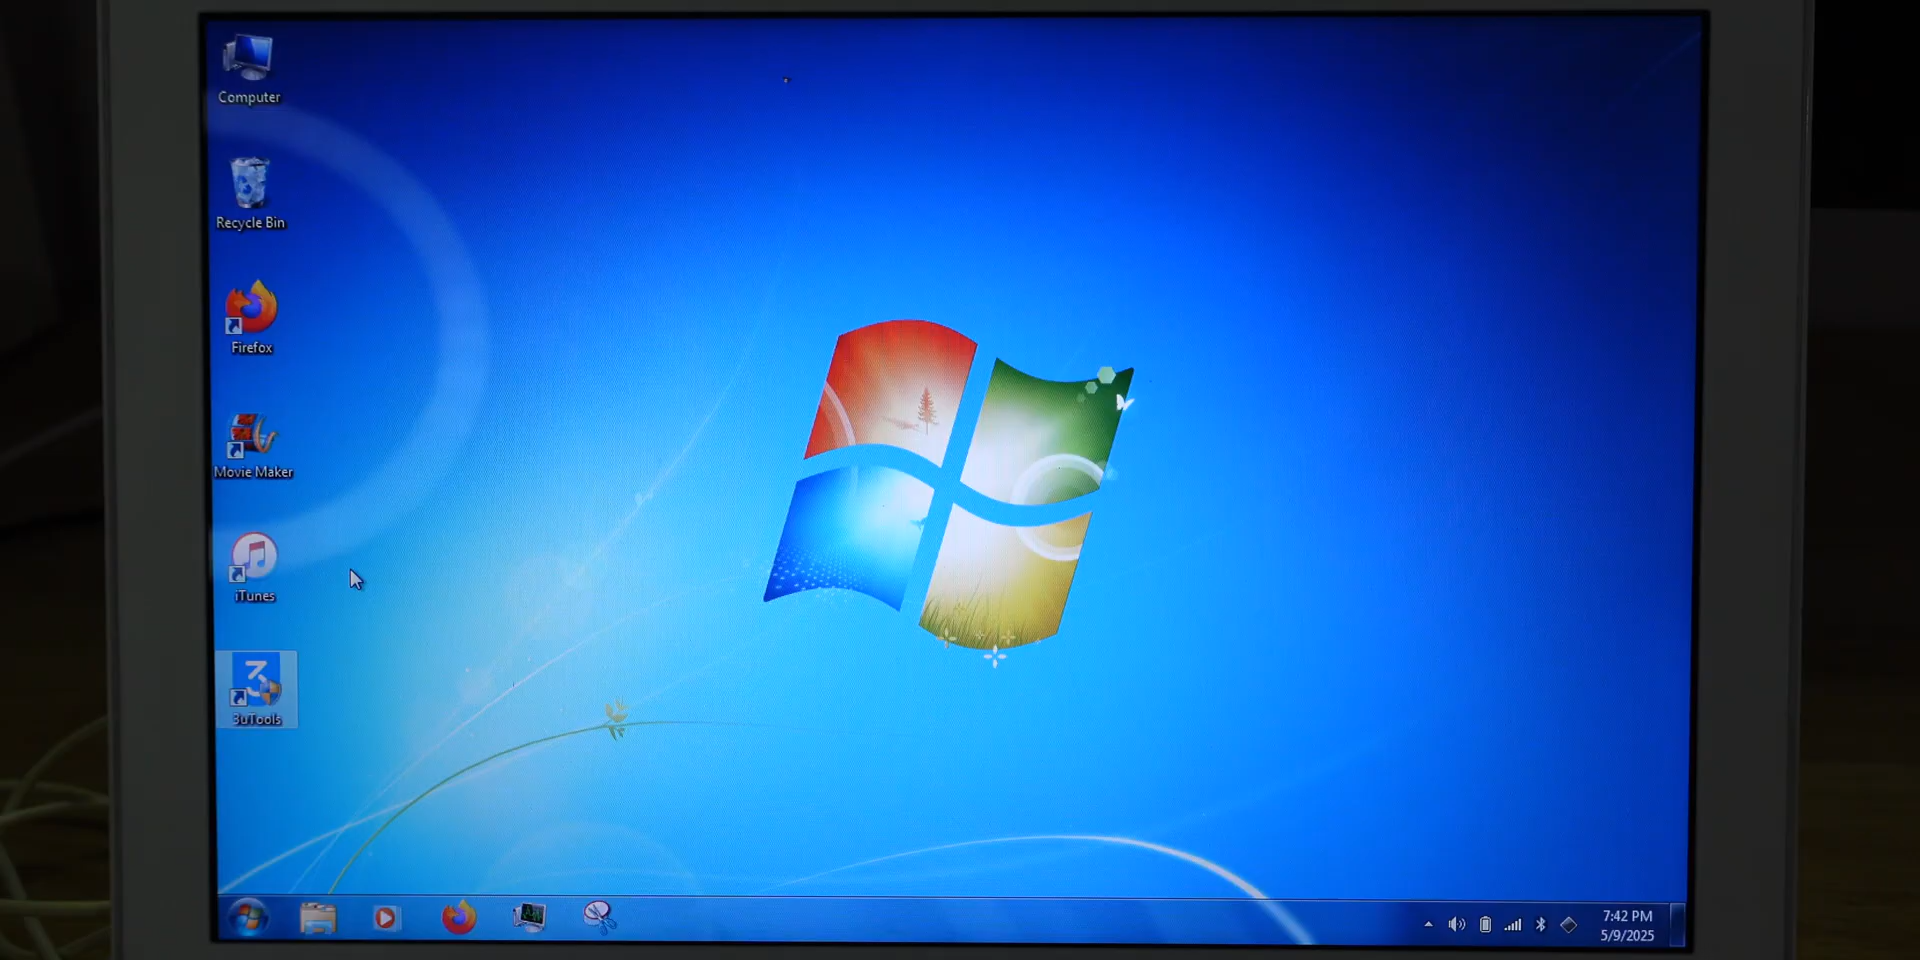 Computer
Recycle Bin
Firefox
Movie Maker
iTunes
3uTools
7:42 PM
5/9/2025